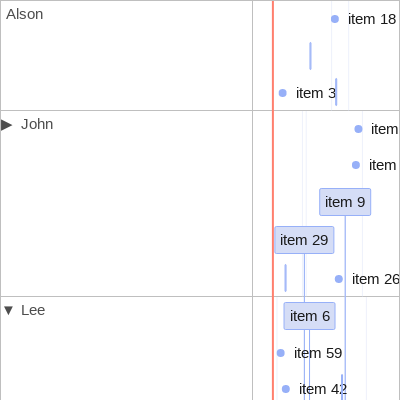 Alson
item 18
item 3
▶ John
item
item
item 9
item 29
item 26
▼ Lee
item 6
item 59
item 42